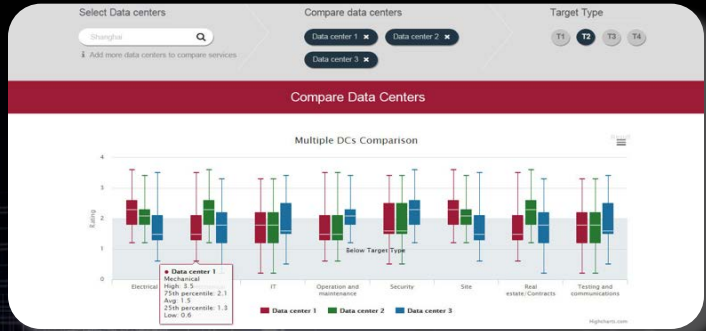 Select Data centers
Compare data centers
Target Type
Shanghai
Data center 1 ×
Data center 2 ×
T1
T2
T3
T4
i Add more data centers to compare services
Data center 3 ×
Compare Data Centers
Multiple DCs Comparison
4
3
2
1
0
Below Target Type
Electrical
IT
Operation and
maintenance
Security
Site
Real
estate/Contracts
Testing and
communications
● Data center 1
Mechanical
High: 3.5
75th percentile: 2.1
Avg: 1.5
25th percentile: 1.3
Low: 0.6
Data center 1
Data center 2
Data center 3
Highcharts.com